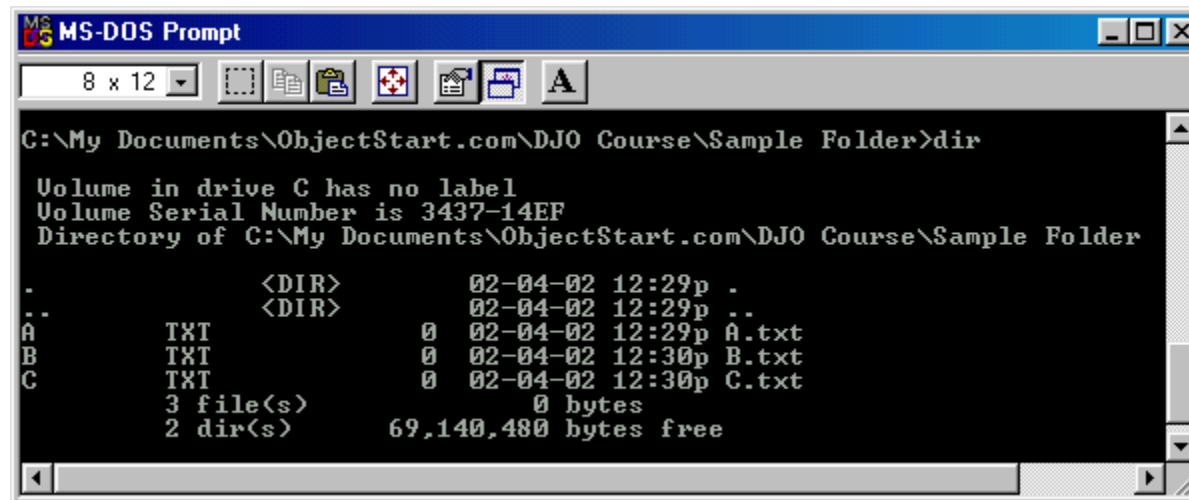 MS-DOS Prompt
8 x 12
A
C:\My Documents\ObjectStart.com\DJO Course\Sample Folder>dir
Volume in drive C has no label
Volume Serial Number is 3437-14EF
Directory of C:\My Documents\ObjectStart.com\DJO Course\Sample Folder
. <DIR> 02-04-02 12:29p .
.. <DIR> 02-04-02 12:29p ..
A TXT 0 02-04-02 12:29p A.txt
B TXT 0 02-04-02 12:30p B.txt
C TXT 0 02-04-02 12:30p C.txt
3 file(s) 0 bytes
2 dir(s) 69,140,480 bytes free